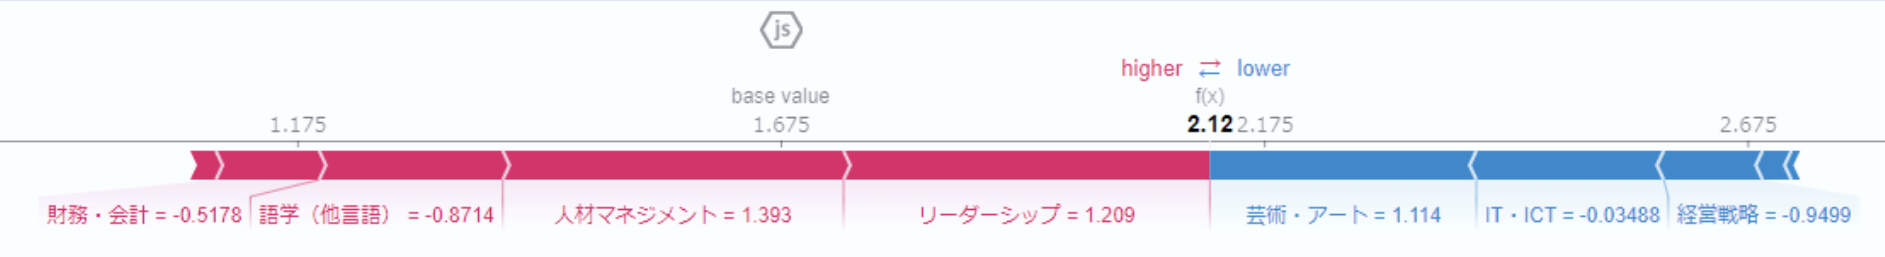 js
higher ⇄ lower
base value
f(x)
1.175
1.675
2.12
2.175
2.675
財務・会計 = -0.5178
語学（他言語） = -0.8714
人材マネジメント = 1.393
リーダーシップ = 1.209
芸術・アート = 1.114
IT・ICT = -0.03488
経営戦略 = -0.9499